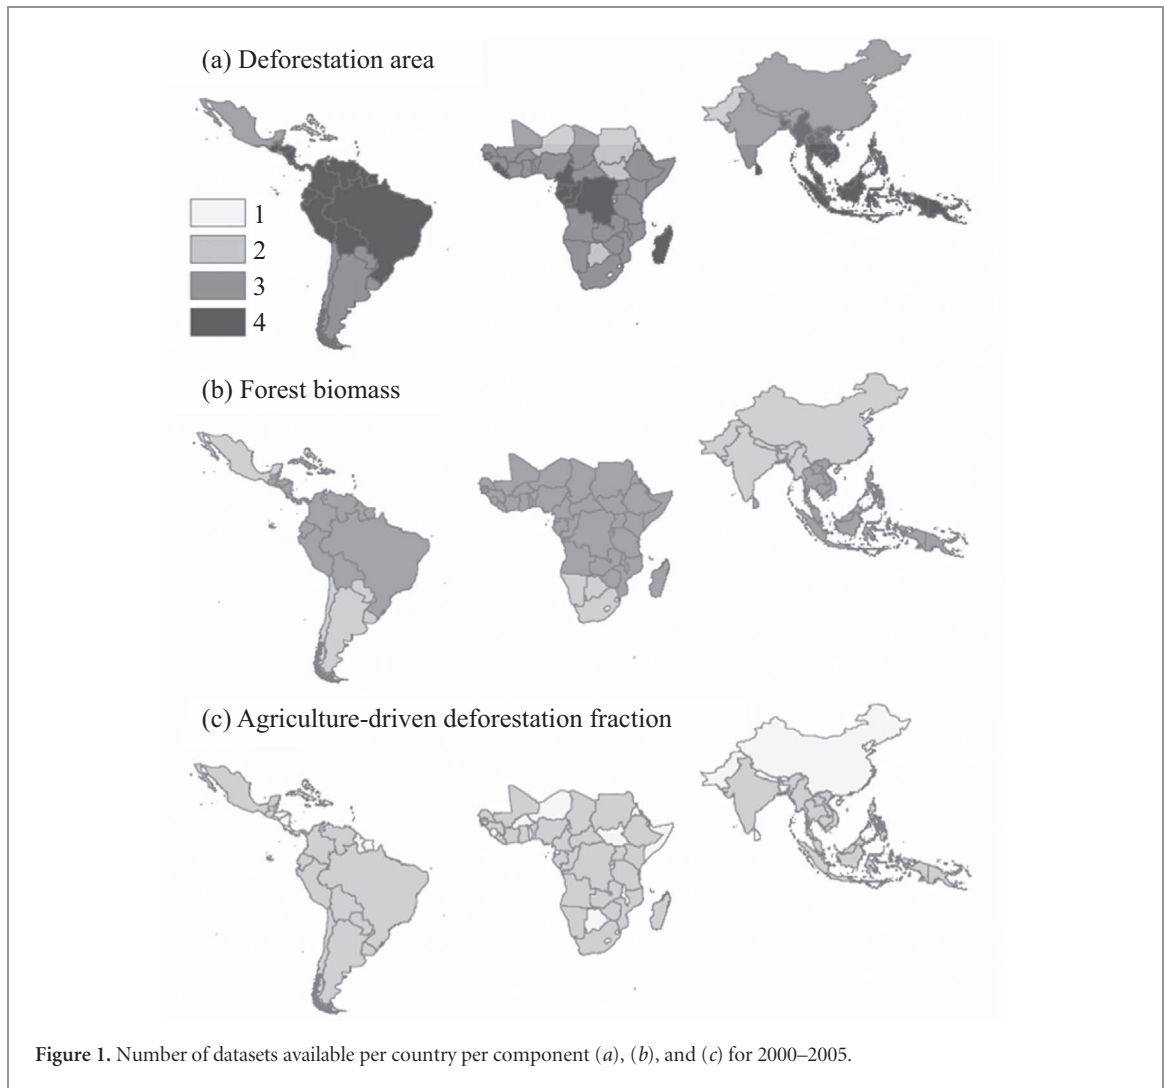 (a) Deforestation area
1
2
3
4
(b) Forest biomass
(c) Agriculture-driven deforestation fraction
Figure 1. Number of datasets available per country per component (a), (b), and (c) for 2000–2005.